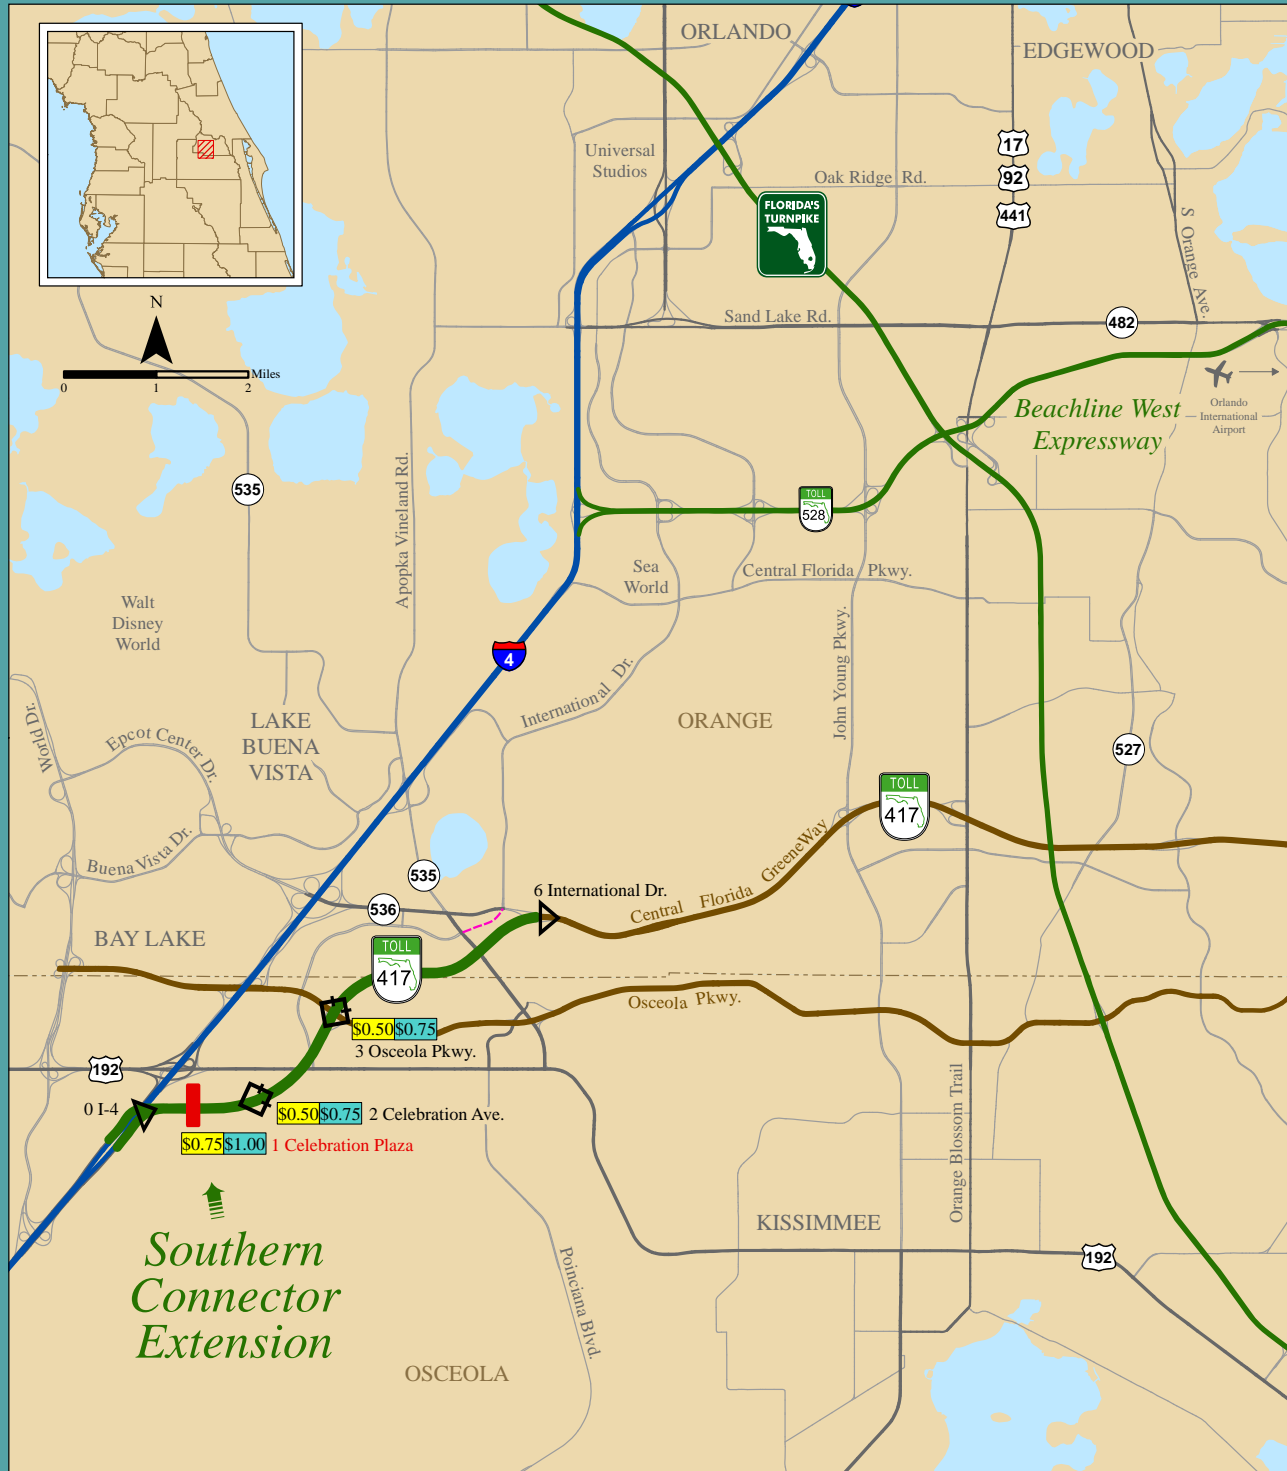 ORLANDO
EDGEWOOD
Universal
Studios
17
92
441
Oak Ridge Rd.
FLORIDA'S
TURNPIKE
S Orange Ave.
N
Sand Lake Rd.
482
Miles
0 1 2
Beachline West
Expressway
Orlando
International
Airport
535
Apopka Vineland Rd.
TOLL
528
Sea
World
Central Florida Pkwy.
Walt
Disney
World
John Young Pkwy.
4
International Dr.
World Dr.
Epcot Center Dr.
LAKE
BUENA
VISTA
ORANGE
527
TOLL
417
Buena Vista Dr.
535
Central Florida GreeneWay
6 International Dr.
536
BAY LAKE
TOLL
417
Osceola Pkwy.
$0.50 $0.75
3 Osceola Pkwy.
192
0 I-4
$0.50 $0.75 2 Celebration Ave.
$0.75 $1.00 1 Celebration Plaza
Orange Blossom Trail
KISSIMMEE
192
Southern
Connector
Extension
Poinciana Blvd.
OSCEOLA